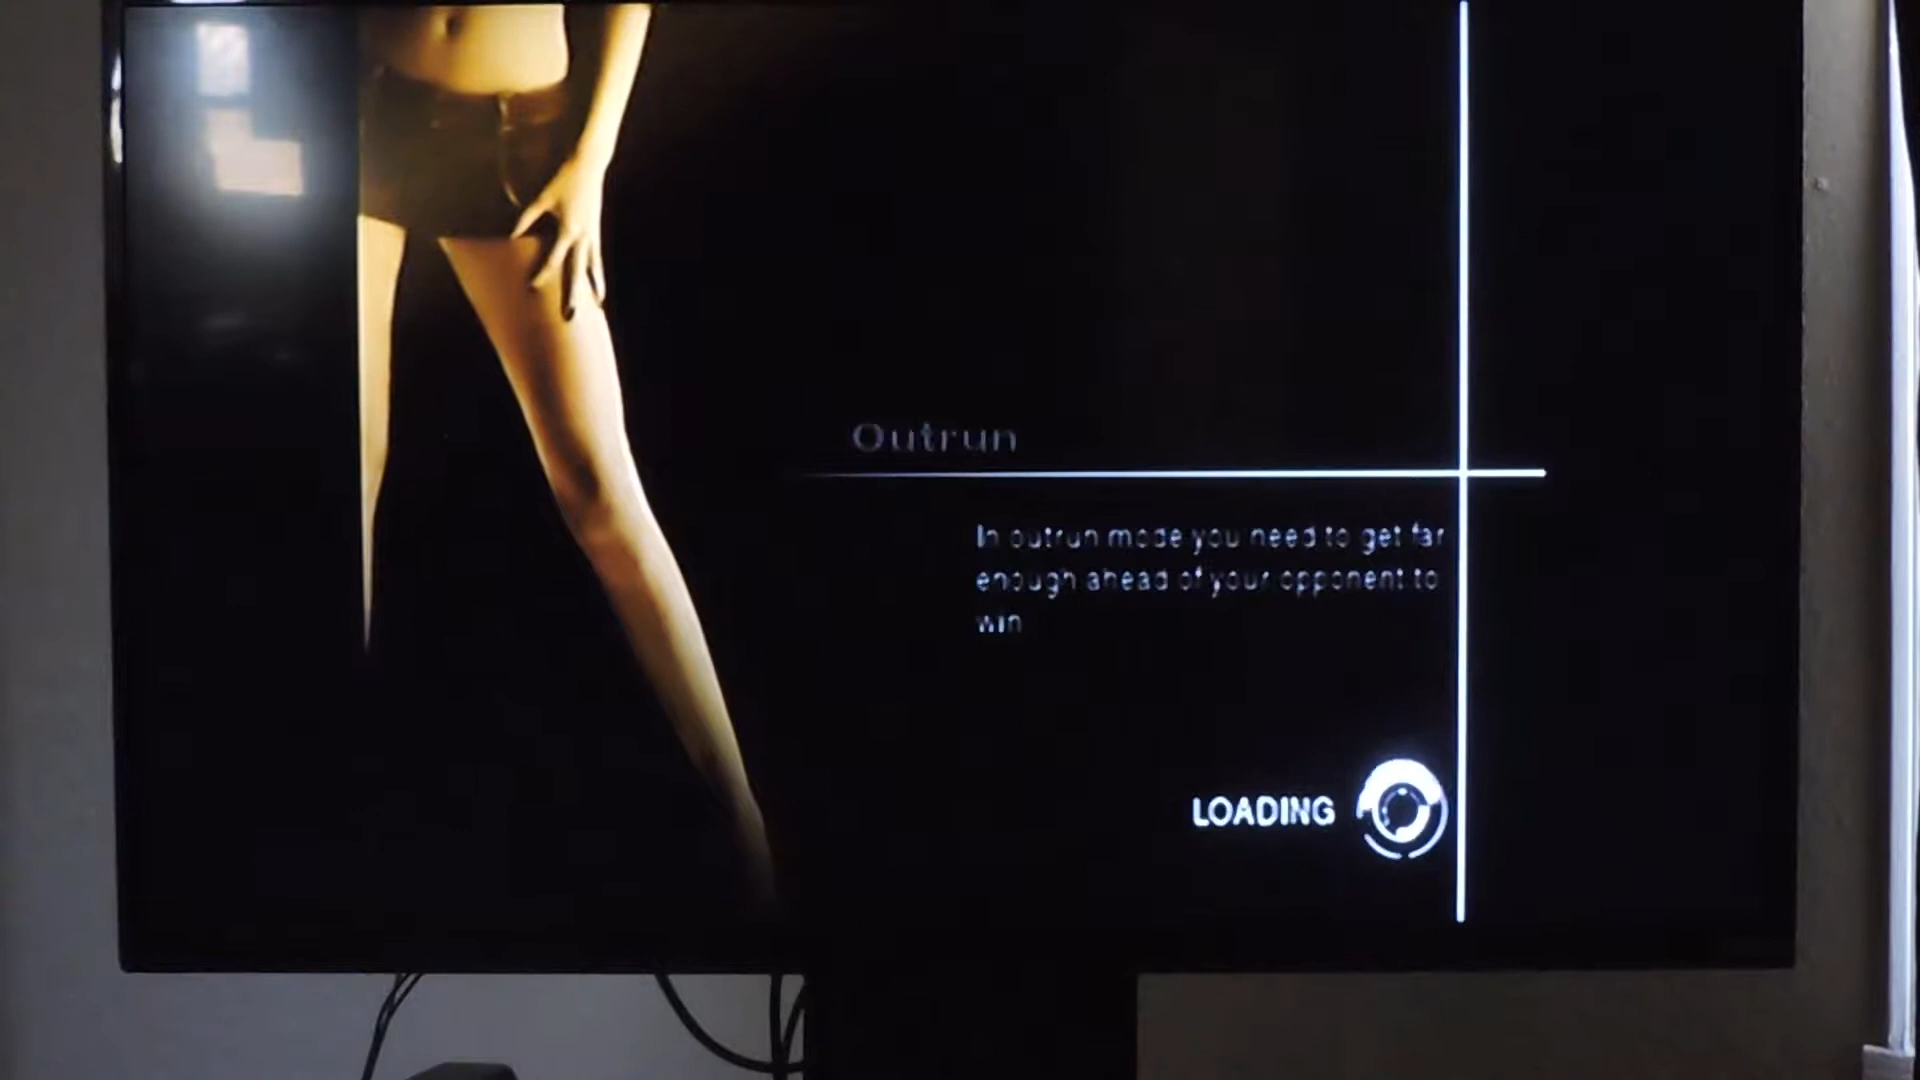 Outrun
In outrun mode you need to get far
enough ahead of your opponent to
win
LOADING